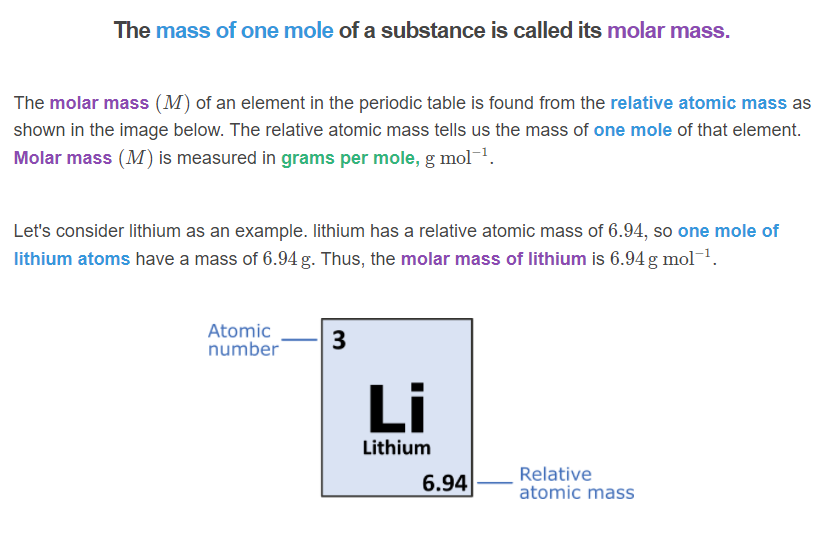 The mass of one mole of a substance is called its molar mass.
The molar mass (M) of an element in the periodic table is found from the relative atomic mass as
shown in the image below. The relative atomic mass tells us the mass of one mole of that element.
Molar mass (M) is measured in grams per mole, g mol⁻¹.
Let's consider lithium as an example. lithium has a relative atomic mass of 6.94, so one mole of
lithium atoms have a mass of 6.94 g. Thus, the molar mass of lithium is 6.94 g mol⁻¹.
Atomic
number
3
Li
Lithium
6.94
Relative
atomic mass